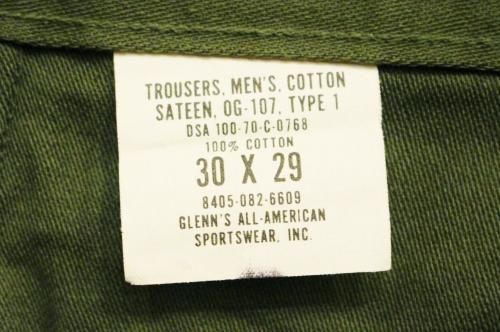 TROUSERS, MEN'S, COTTON
SATEEN, OG-107, TYPE 1
DSA 100-70-C-0768
100% COTTON
30 X 29
8405-082-6609
GLENN'S ALL-AMERICAN
SPORTSWEAR, INC.